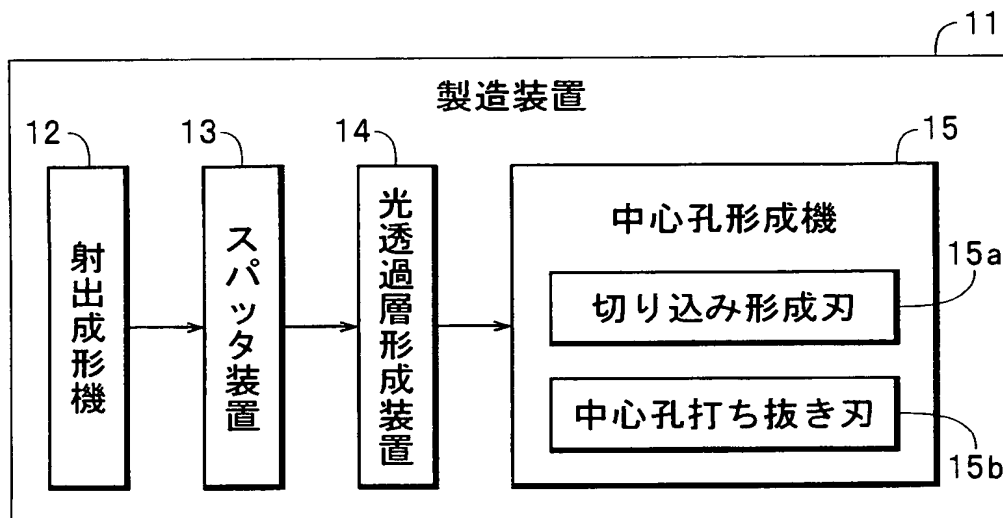 11
製造装置
12
13
14
15
射出成形機
スパッタ装置
光透過層形成装置
中心孔形成機
15a
切り込み形成刃
中心孔打ち抜き刃
15b